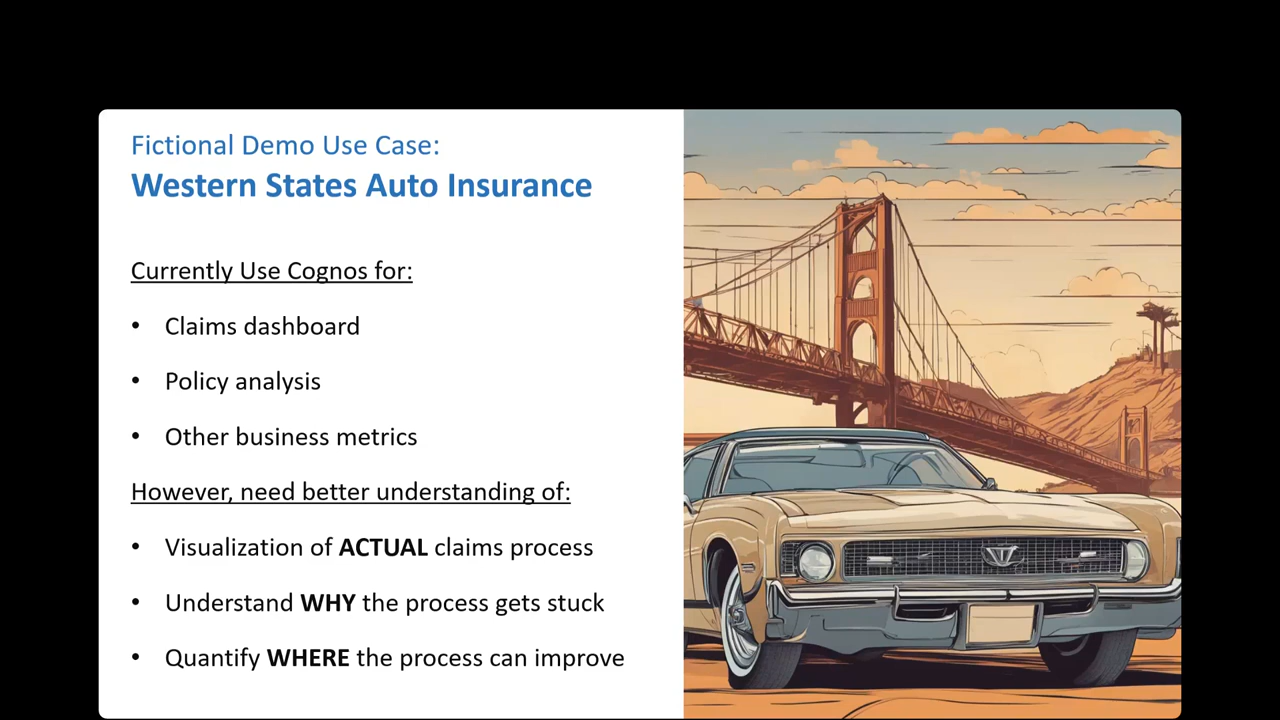 Fictional Demo Use Case:
Western States Auto Insurance
Currently Use Cognos for:
• Claims dashboard
• Policy analysis
• Other business metrics
However, need better understanding of:
• Visualization of ACTUAL claims process
• Understand WHY the process gets stuck
• Quantify WHERE the process can improve